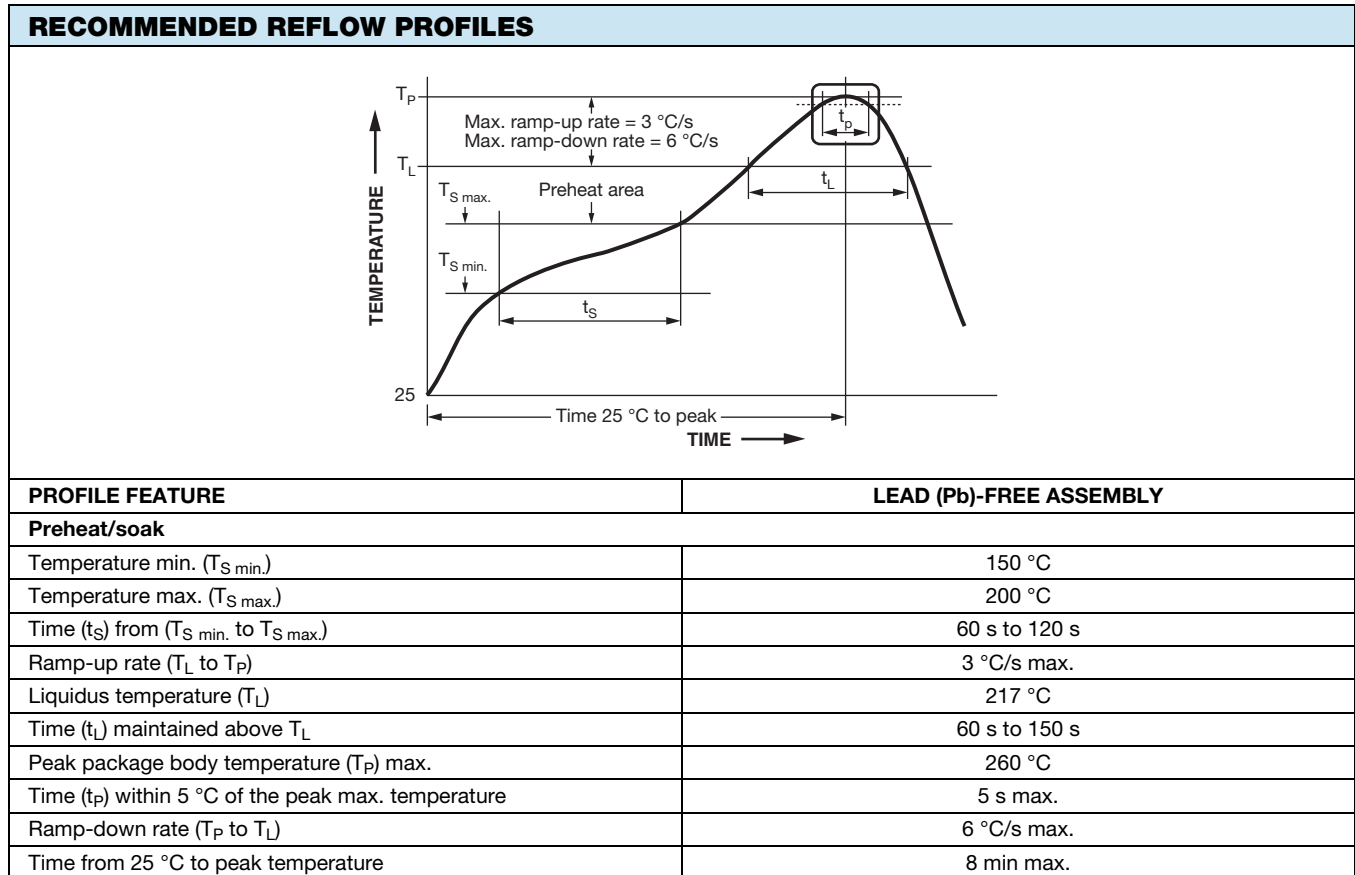 RECOMMENDED REFLOW PROFILES
TP
Max. ramp-up rate = 3 °C/s
Max. ramp-down rate = 6 °C/s
tp
TL
tL
TS max.
Preheat area
TEMPERATURE
TS min.
tS
25
Time 25 °C to peak
TIME
PROFILE FEATURE LEAD (Pb)-FREE ASSEMBLY
Preheat/soak
Temperature min. (TS min.) 150 °C
Temperature max. (TS max.) 200 °C
Time (tS) from (TS min. to TS max.) 60 s to 120 s
Ramp-up rate (TL to TP) 3 °C/s max.
Liquidus temperature (TL) 217 °C
Time (tL) maintained above TL 60 s to 150 s
Peak package body temperature (TP) max. 260 °C
Time (tP) within 5 °C of the peak max. temperature 5 s max.
Ramp-down rate (TP to TL) 6 °C/s max.
Time from 25 °C to peak temperature 8 min max.